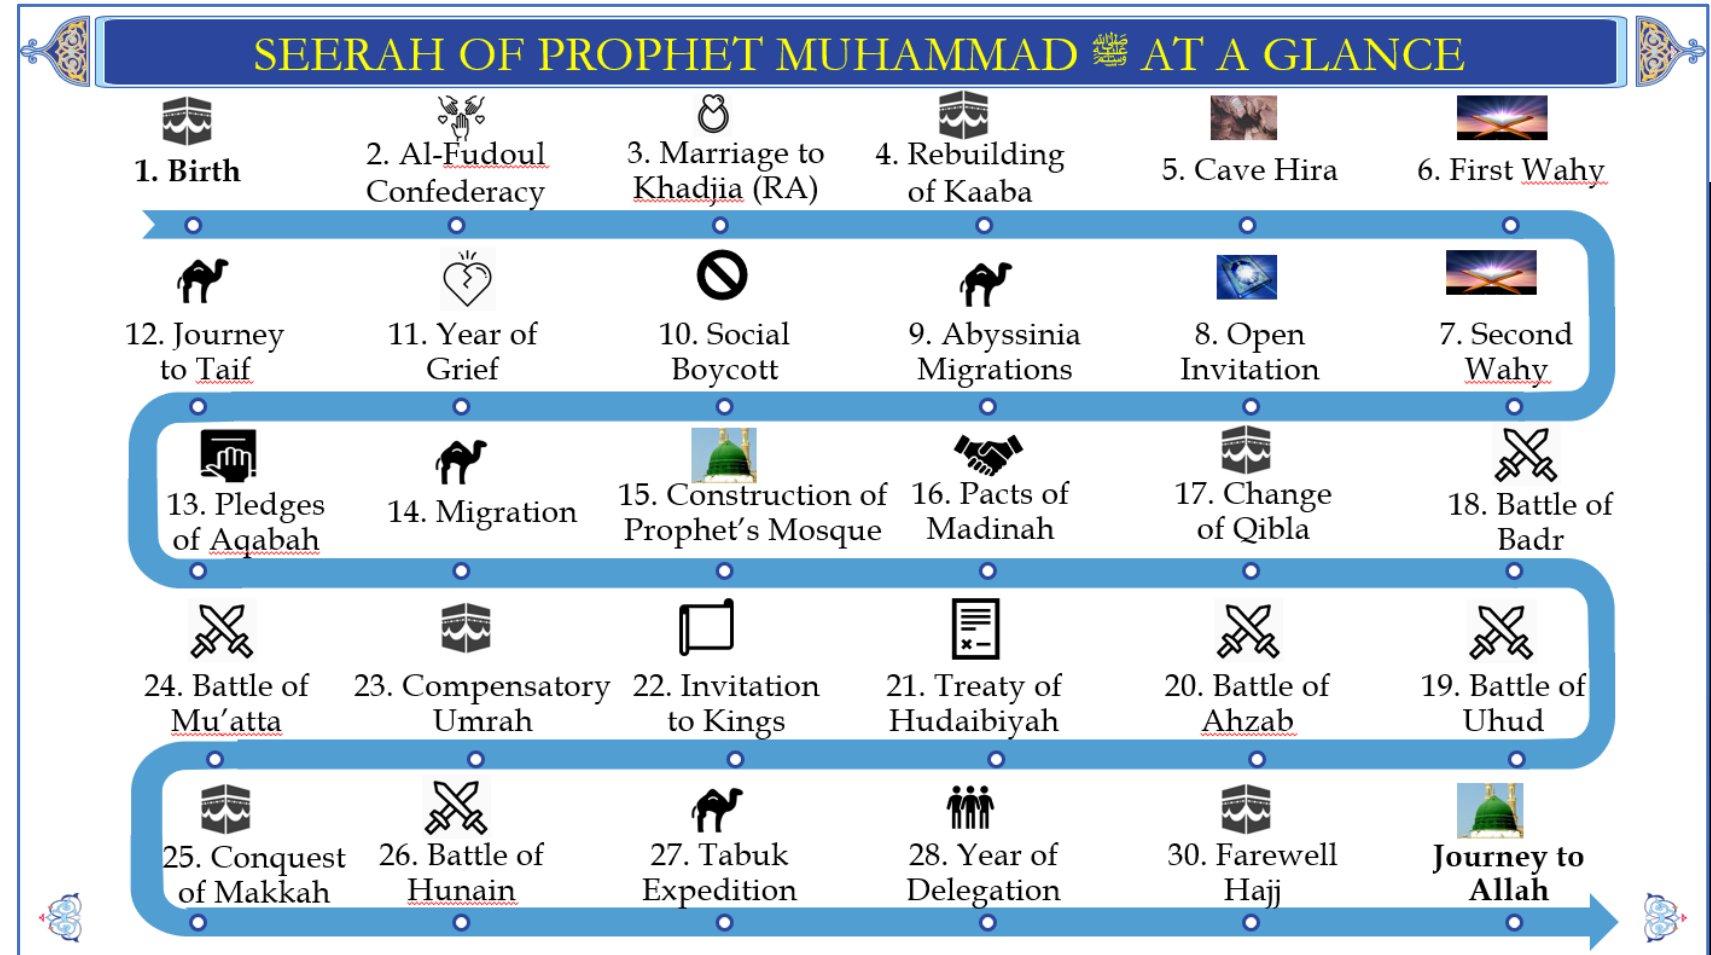 SEERAH OF PROPHET MUHAMMAD ﷺ AT A GLANCE
1. Birth
2. Al-Fudoul
Confederacy
3. Marriage to
Khadjia (RA)
4. Rebuilding
of Kaaba
5. Cave Hira
6. First Wahy
7. Second
Wahy
8. Open
Invitation
9. Abyssinia
Migrations
10. Social
Boycott
11. Year of
Grief
12. Journey
to Taif
13. Pledges
of Aqabah
14. Migration
15. Construction of
Prophet’s Mosque
16. Pacts of
Madinah
17. Change
of Qibla
18. Battle of
Badr
19. Battle of
Uhud
20. Battle of
Ahzab
21. Treaty of
Hudaibiyah
22. Invitation
to Kings
23. Compensatory
Umrah
24. Battle of
Mu’atta
25. Conquest
of Makkah
26. Battle of
Hunain
27. Tabuk
Expedition
28. Year of
Delegation
30. Farewell
Hajj
Journey to
Allah